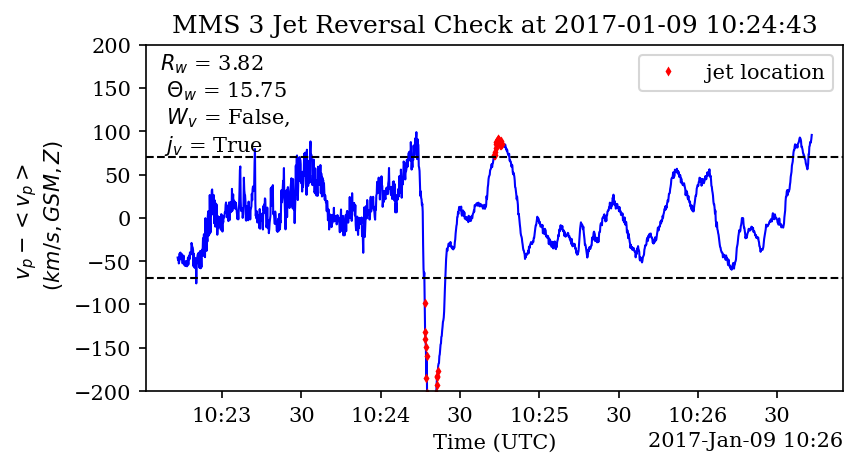 MMS 3 Jet Reversal Check at 2017-01-09 10:24:43
R_w = 3.82
Θ_w = 15.75
W_v = False,
j_v = True
jet location
v_p − < v_p >
(km/s, GSM, Z)
200
150
100
50
0
−50
−100
−150
−200
10:23 30 10:24 30 10:25 30 10:26 30
Time (UTC)
2017-Jan-09 10:26